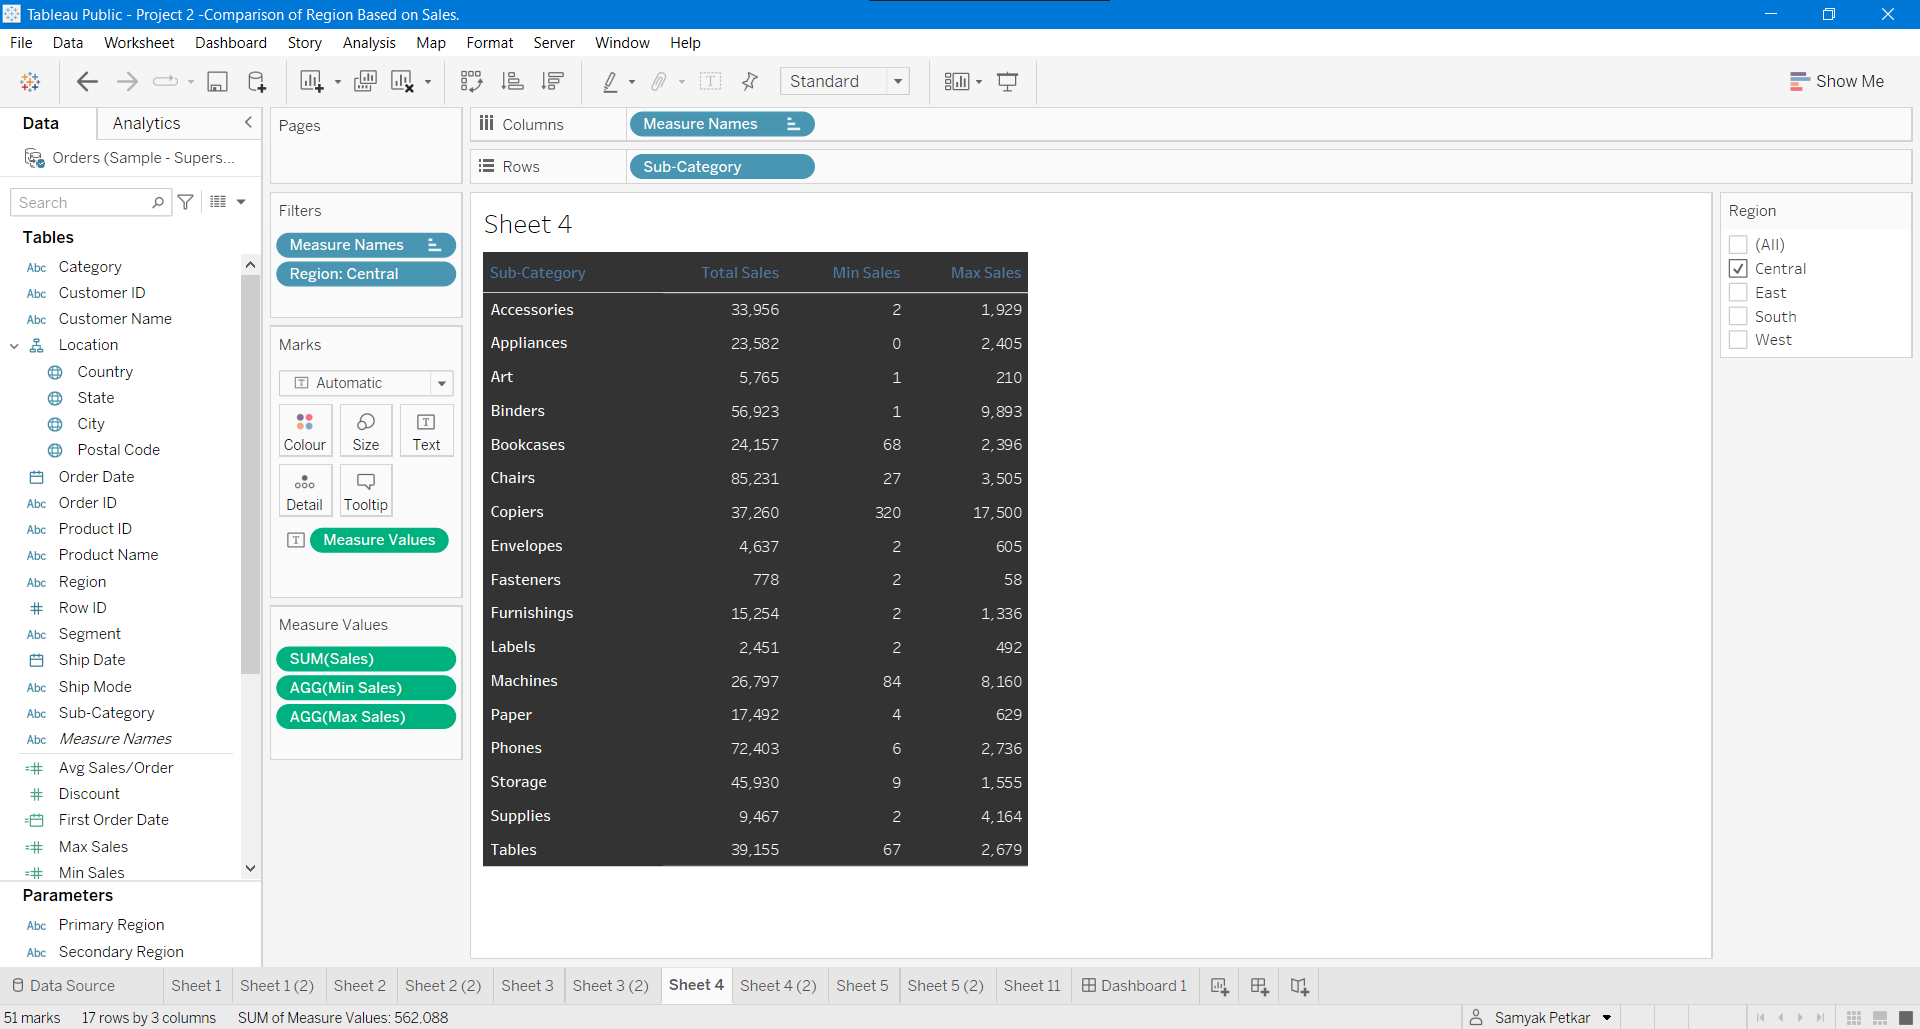 Tableau Public - Project 2 -Comparison of Region Based on Sales.
File Data Worksheet Dashboard Story Analysis Map Format Server Window Help
Standard
Show Me
Data Analytics
Orders (Sample - Supers...
Search
Tables
Abc Category
Abc Customer ID
Abc Customer Name
Location
Country
State
City
Postal Code
Order Date
Abc Order ID
Abc Product ID
Abc Product Name
Abc Region
# Row ID
Abc Segment
Ship Date
Abc Ship Mode
Abc Sub-Category
Abc Measure Names
=# Avg Sales/Order
# Discount
First Order Date
=# Max Sales
=# Min Sales
Parameters
Abc Primary Region
Abc Secondary Region
Pages
Filters
Measure Names
Region: Central
Marks
T Automatic
Colour Size Text
Detail Tooltip
T Measure Values
Measure Values
SUM(Sales)
AGG(Min Sales)
AGG(Max Sales)
Columns Measure Names
Rows Sub-Category
Sheet 4
Sub-Category Total Sales Min Sales Max Sales
Accessories 33,956 2 1,929
Appliances 23,582 0 2,405
Art 5,765 1 210
Binders 56,923 1 9,893
Bookcases 24,157 68 2,396
Chairs 85,231 27 3,505
Copiers 37,260 320 17,500
Envelopes 4,637 2 605
Fasteners 778 2 58
Furnishings 15,254 2 1,336
Labels 2,451 2 492
Machines 26,797 84 8,160
Paper 17,492 4 629
Phones 72,403 6 2,736
Storage 45,930 9 1,555
Supplies 9,467 2 4,164
Tables 39,155 67 2,679
Region
(All)
Central
East
South
West
Data Source Sheet 1 Sheet 1 (2) Sheet 2 Sheet 2 (2) Sheet 3 Sheet 3 (2) Sheet 4 Sheet 4 (2) Sheet 5 Sheet 5 (2) Sheet 11 Dashboard 1
51 marks 17 rows by 3 columns SUM of Measure Values: 562,088
Samyak Petkar